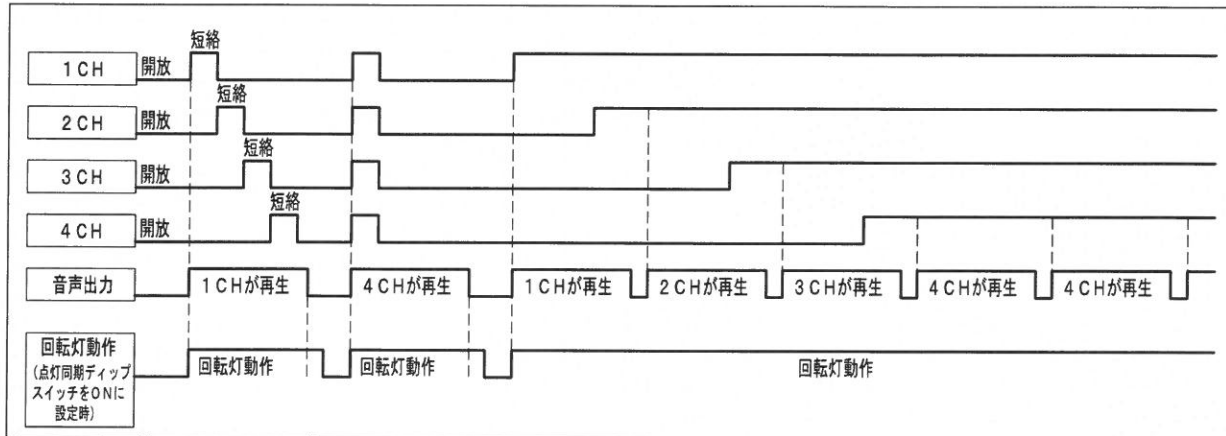 短絡
1CH
開放
短絡
2CH
開放
短絡
3CH
開放
短絡
4CH
開放
音声出力
1CHが再生
4CHが再生
1CHが再生
2CHが再生
3CHが再生
4CHが再生
4CHが再生
回転灯動作
(点灯同期ディップ
スイッチをONに
設定時)
回転灯動作
回転灯動作
回転灯動作